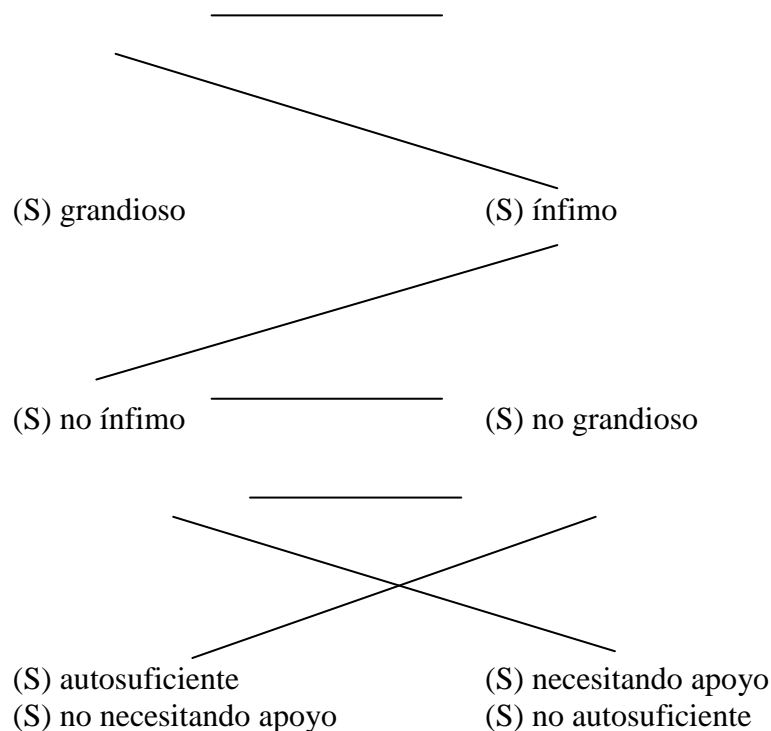 (S) grandioso (S) ínfimo
(S) no ínfimo (S) no grandioso
(S) autosuficiente (S) necesitando apoyo
(S) no necesitando apoyo (S) no autosuficiente